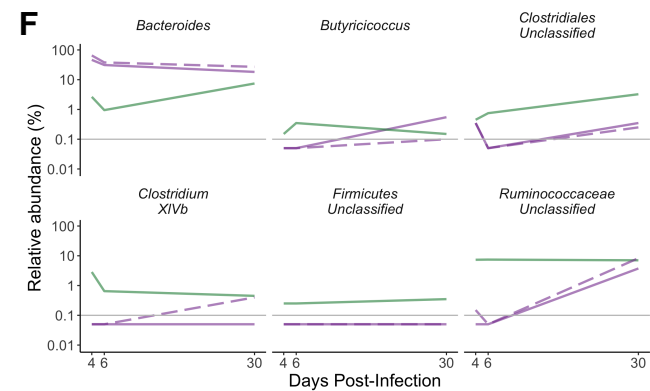 F
Bacteroides
Butyricicoccus
Clostridiales
Unclassified
100
10
1
0.1
0.01
Clostridium
XIVb
Firmicutes
Unclassified
Ruminococcaceae
Unclassified
100
10
1
0.1
0.01
Relative abundance (%)
4 6 30 4 6 30 4 6 30
Days Post-Infection